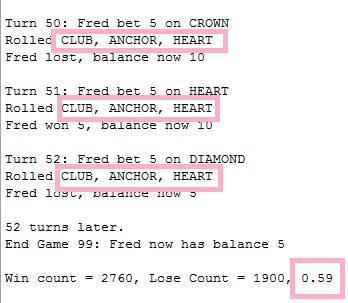 Turn 50: Fred bet 5 on CROWN
Rolled CLUB, ANCHOR, HEART
Fred lost, balance now 10
Turn 51: Fred bet 5 on HEART
Rolled CLUB, ANCHOR, HEART
Fred won 5, balance now 10
Turn 52: Fred bet 5 on DIAMOND
Rolled CLUB, ANCHOR, HEART
Fred lost, balance now 5
52 turns later.
End Game 99: Fred now has balance 5
Win count = 2760, Lose Count = 1900, 0.59